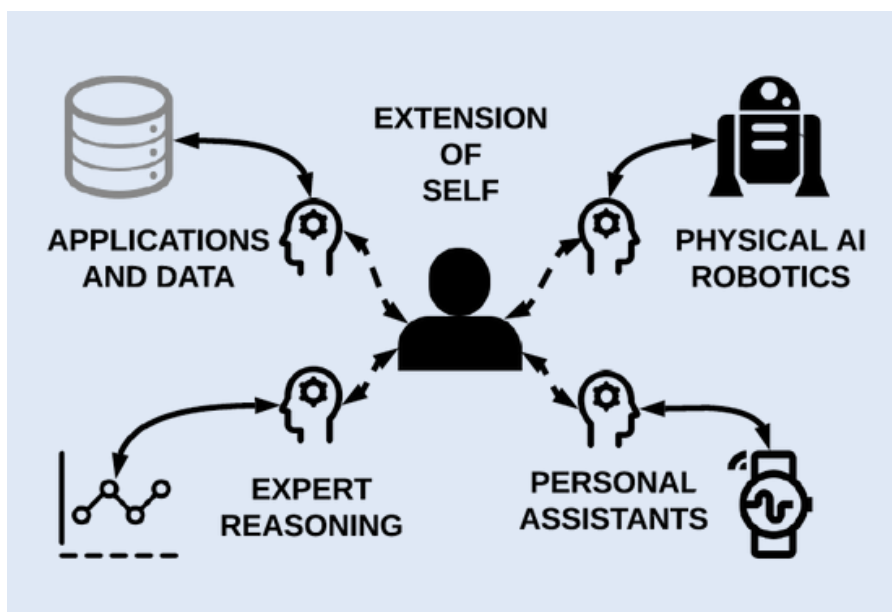 EXTENSION
OF
SELF
APPLICATIONS
AND DATA
PHYSICAL AI
ROBOTICS
EXPERT
REASONING
PERSONAL
ASSISTANTS